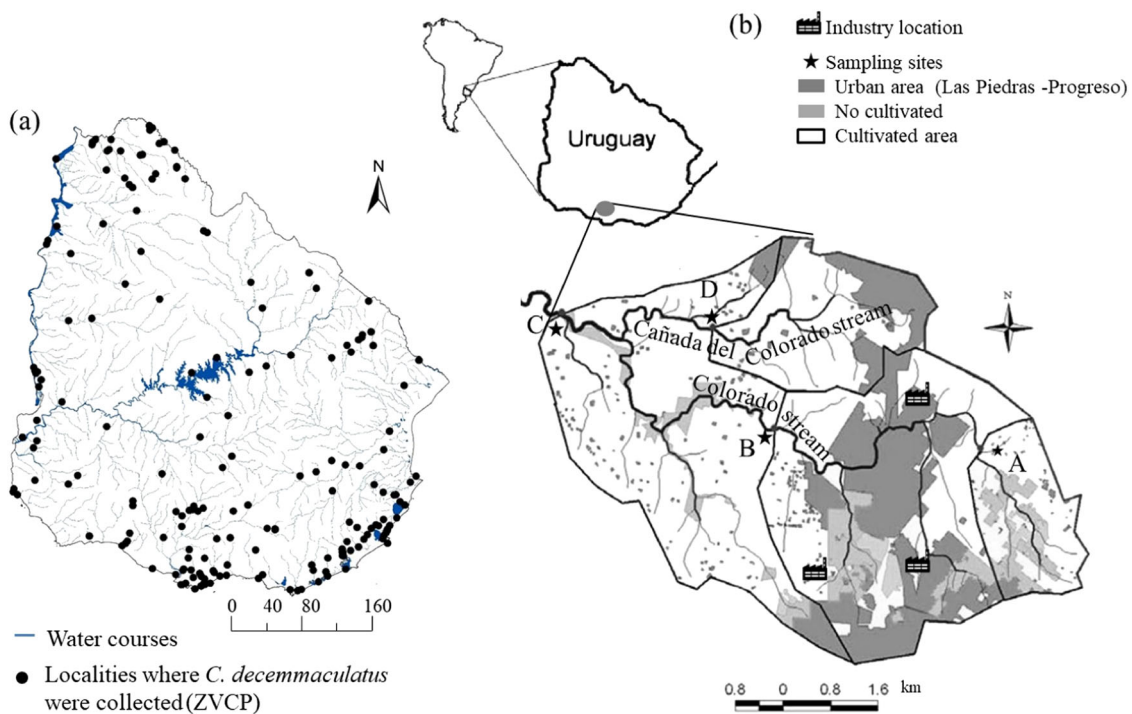 (a)
N
0 40 80 160
Water courses
Localities where C. decemmaculatus
were collected (ZVCP)
(b)
Industry location
Sampling sites
Urban area (Las Piedras -Progreso)
No cultivated
Cultivated area
Uruguay
N
D
C
Cañada del Colorado stream
Colorado stream
B
A
0.8 0 0.8 1.6 km